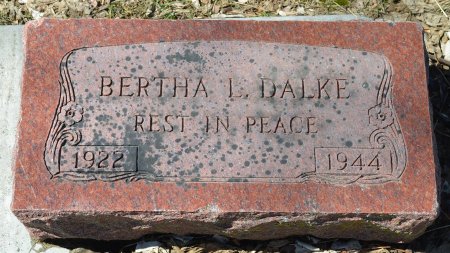 BERTHA L. DALKE
REST IN PEACE
1922 1944